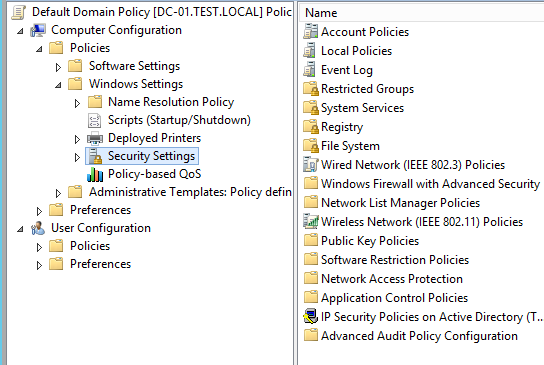 Default Domain Policy [DC-01.TEST.LOCAL] Polic
Computer Configuration
Policies
Software Settings
Windows Settings
Name Resolution Policy
Scripts (Startup/Shutdown)
Deployed Printers
Security Settings
Policy-based QoS
Administrative Templates: Policy defin
Preferences
User Configuration
Policies
Preferences
Name
Account Policies
Local Policies
Event Log
Restricted Groups
System Services
Registry
File System
Wired Network (IEEE 802.3) Policies
Windows Firewall with Advanced Security
Network List Manager Policies
Wireless Network (IEEE 802.11) Policies
Public Key Policies
Software Restriction Policies
Network Access Protection
Application Control Policies
IP Security Policies on Active Directory (T...
Advanced Audit Policy Configuration